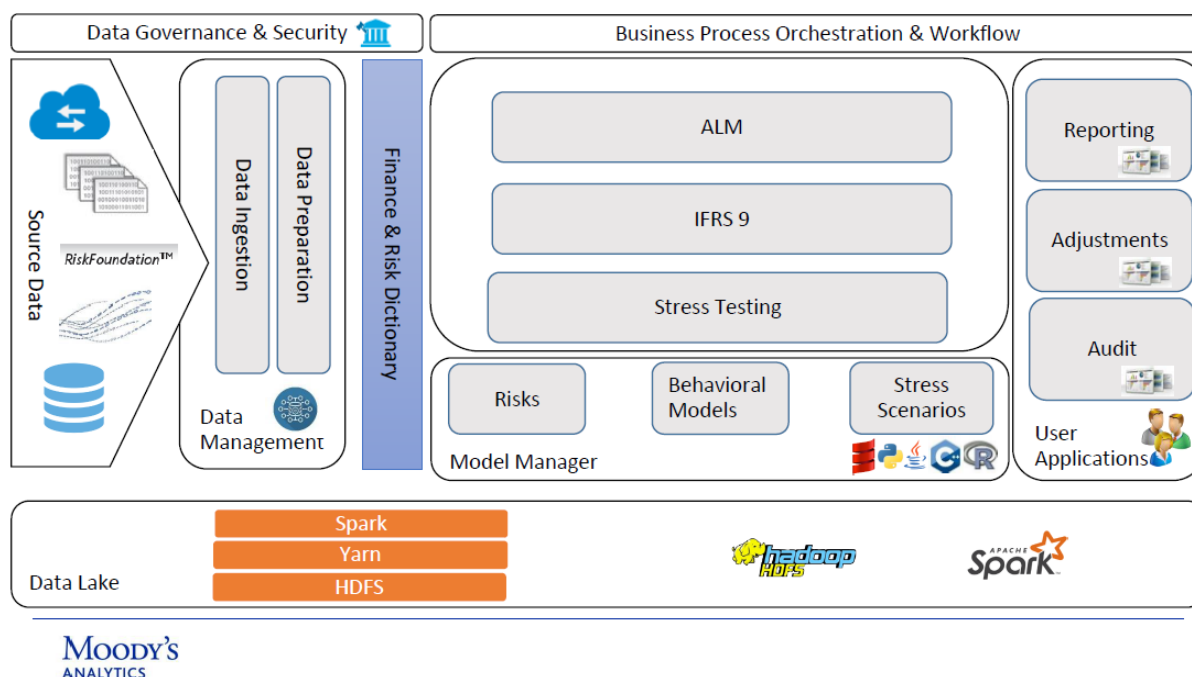 Data Governance & Security
Business Process Orchestration & Workflow
Source Data
RiskFoundation™
Data Ingestion
Data Preparation
Data
Management
Finance & Risk Dictionary
ALM
IFRS 9
Stress Testing
Risks
Behavioral
Models
Stress
Scenarios
Model Manager
C++
R
Reporting
Adjustments
Audit
User
Applications
Data Lake
Spark
Yarn
HDFS
hadoop
HDFS
APACHE
Spark
MOODY'S
ANALYTICS